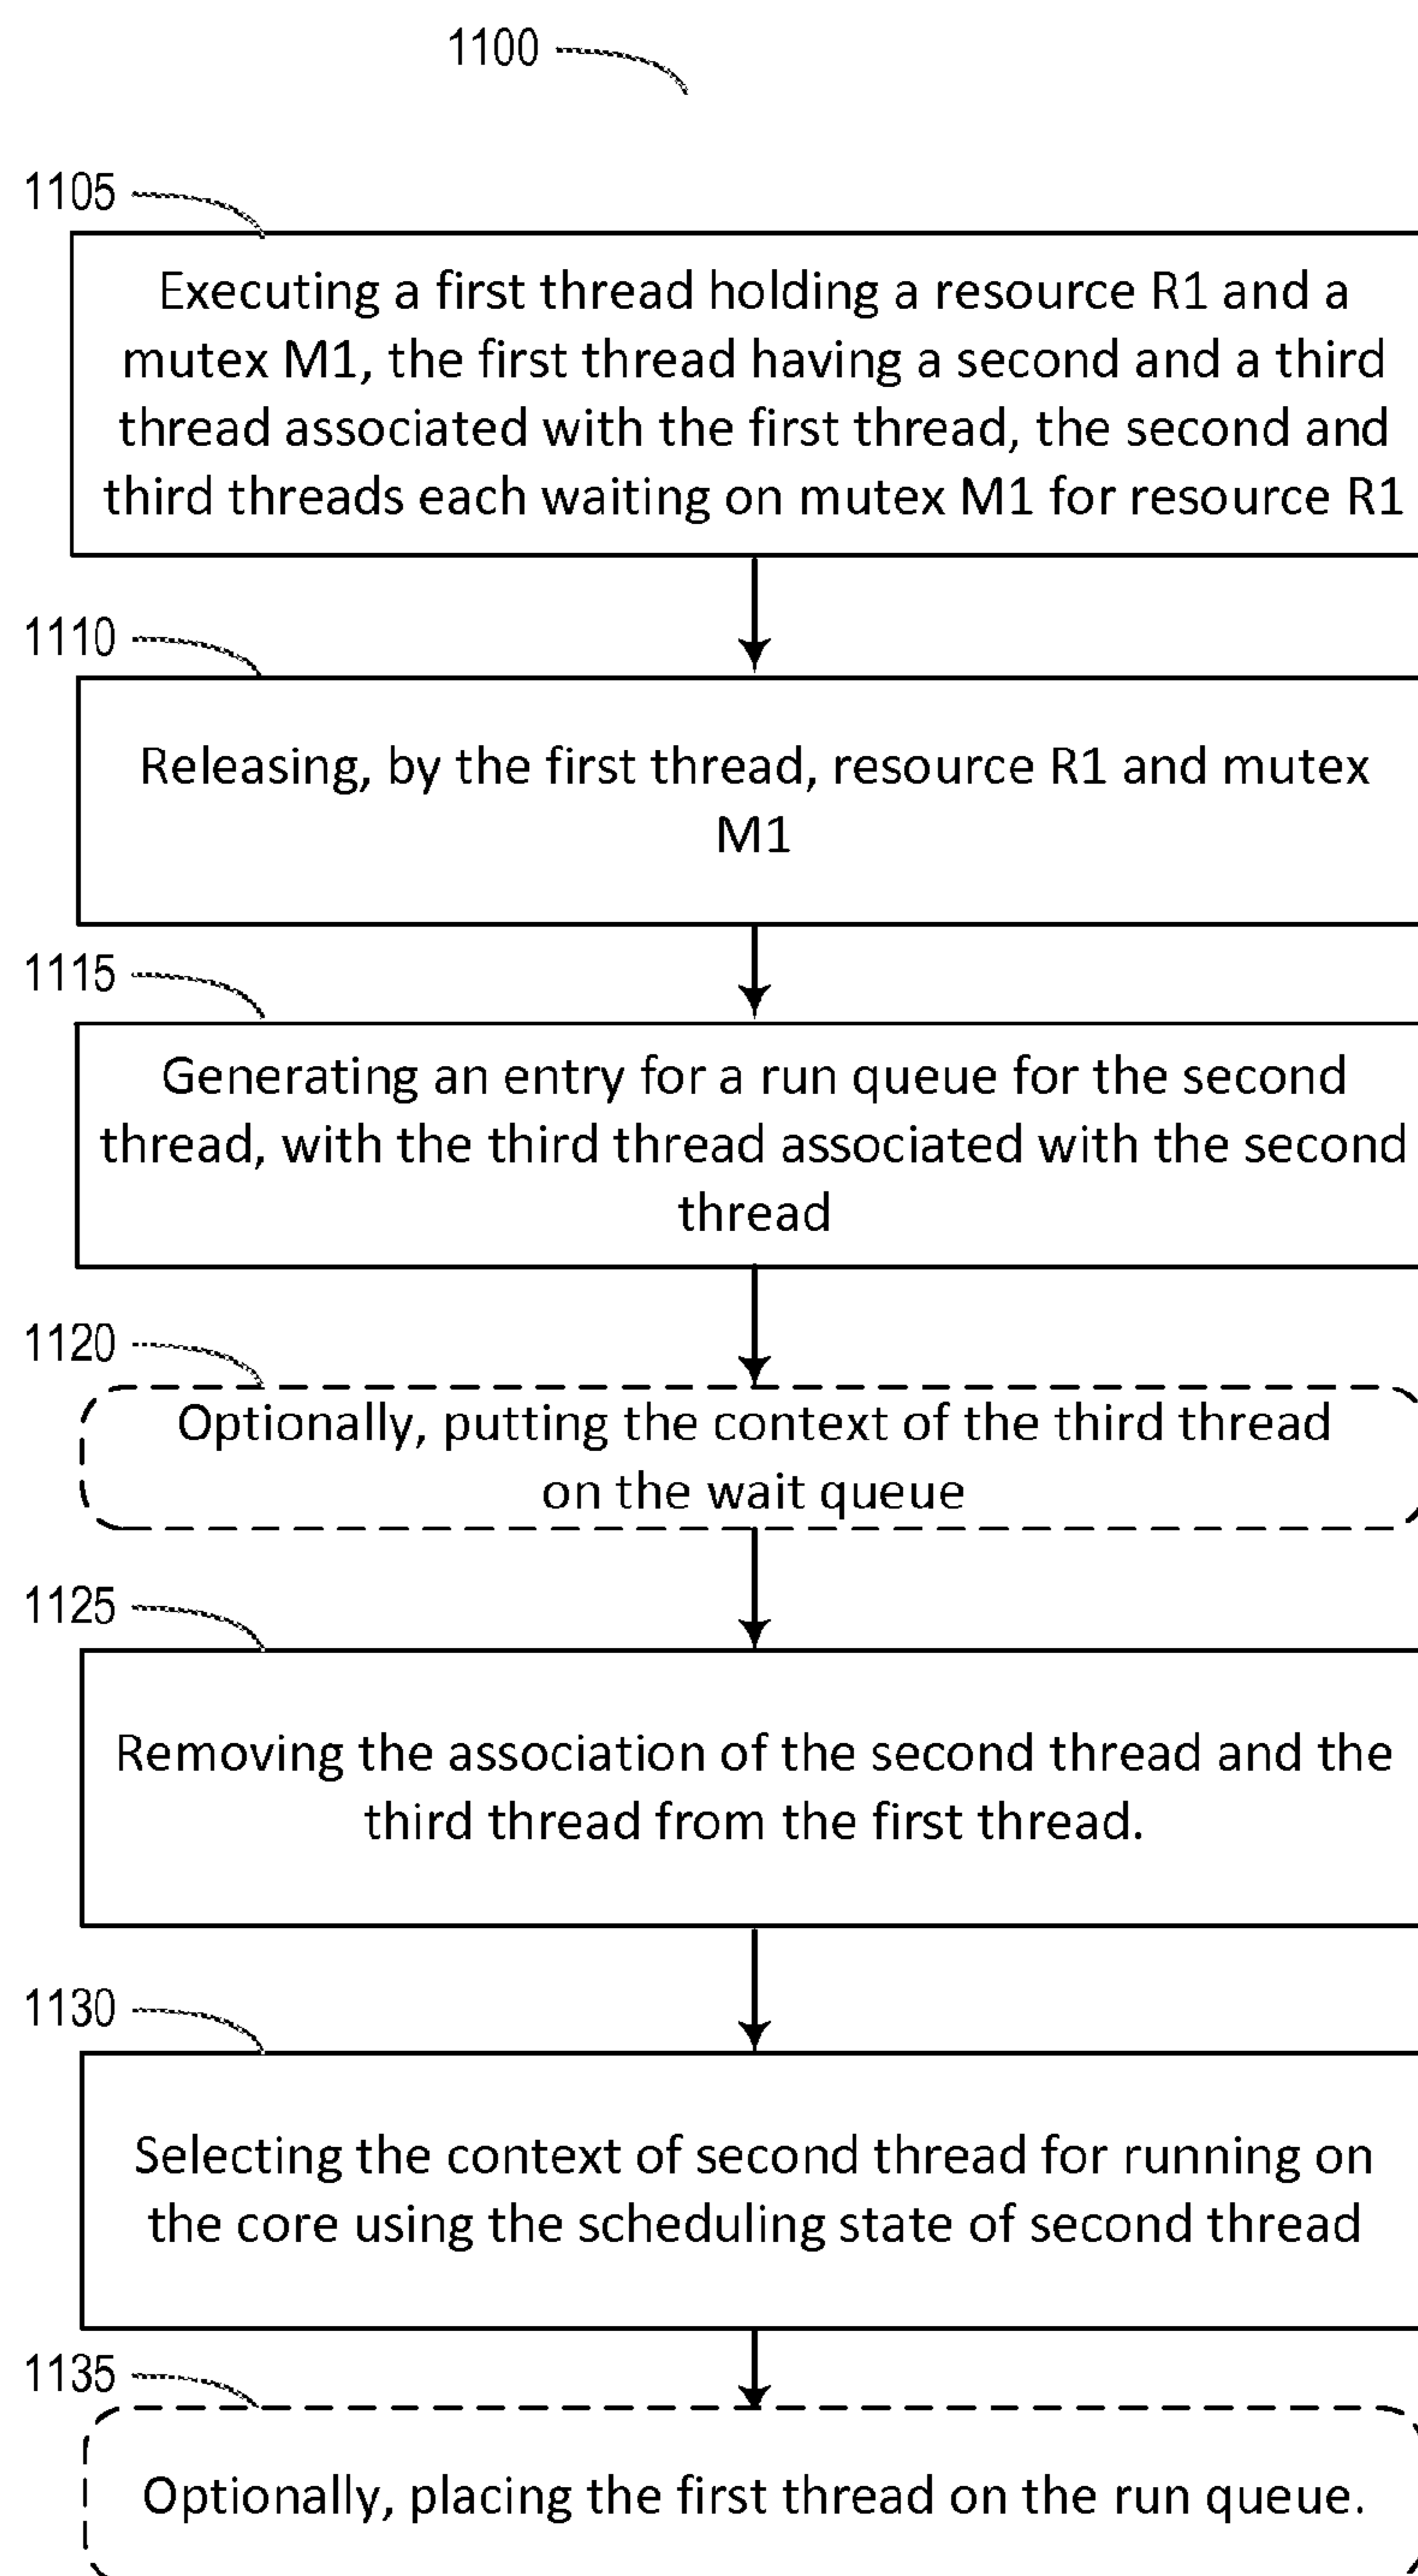 1100
1105
Executing a first thread holding a resource R1 and a
mutex M1, the first thread having a second and a third
thread associated with the first thread, the second and
third threads each waiting on mutex M1 for resource R1
1110
Releasing, by the first thread, resource R1 and mutex
M1
1115
Generating an entry for a run queue for the second
thread, with the third thread associated with the second
thread
1120
Optionally, putting the context of the third thread
on the wait queue
1125
Removing the association of the second thread and the
third thread from the first thread.
1130
Selecting the context of second thread for running on
the core using the scheduling state of second thread
1135
Optionally, placing the first thread on the run queue.